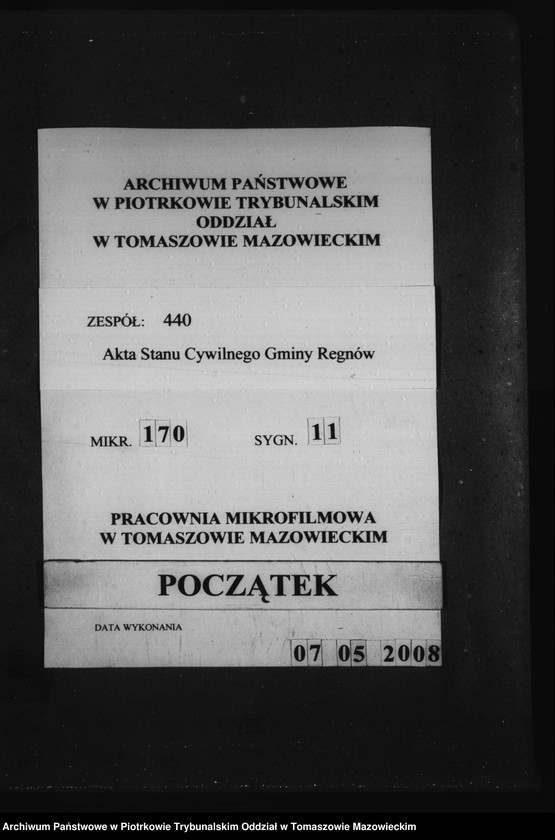 ARCHIWUM PAŃSTWOWE
W PIOTRKOWIE TRYBUNALSKIM
ODDZIAŁ
W TOMASZOWIE MAZOWIECKIM
ZESPÓŁ: 440
Akta Stanu Cywilnego Gminy Regnów
MIKR. 170 SYGN. 11
PRACOWNIA MIKROFILMOWA
W TOMASZOWIE MAZOWIECKIM
POCZĄTEK
DATA WYKONANIA
07 05 2008
Archiwum Państwowe w Piotrkowie Trybunalskim Oddział w Tomaszowie Mazowieckim